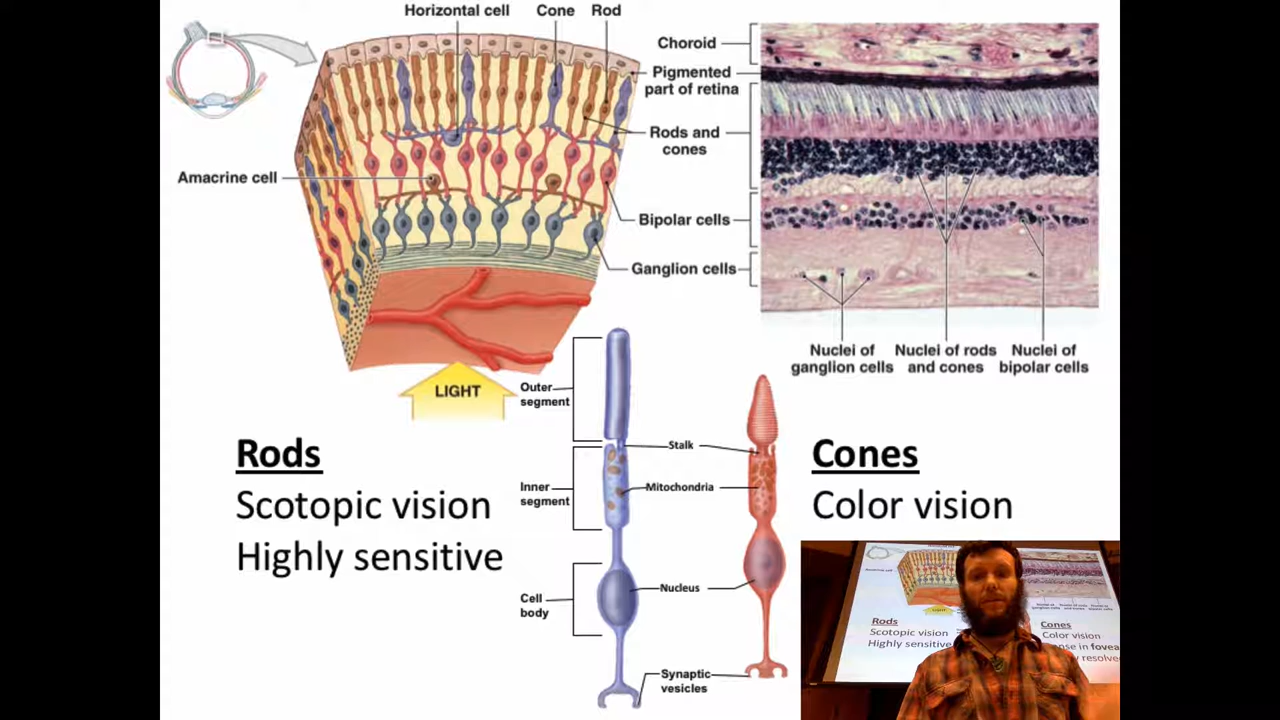 Horizontal cell
Cone
Rod
Amacrine cell
Choroid
Pigmented
part of retina
Rods and
cones
Bipolar cells
Ganglion cells
Nuclei of
ganglion cells
Nuclei of rods
and cones
Nuclei of
bipolar cells
LIGHT
Outer
segment
Stalk
Inner
segment
Mitochondria
Cell
body
Nucleus
Synaptic
vesicles
Rods
Scotopic vision
Highly sensitive
Cones
Color vision
Rods
Scotopic vision
Highly sensitive
Cones
Color vision
in fovea
resolve